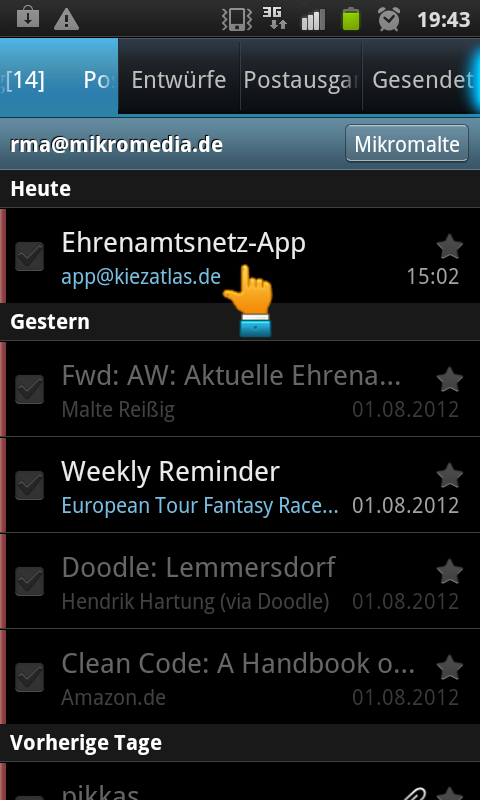 3G 19:43
[14] Po Entwürfe Postausgan Gesendet
rma@mikromedia.de Mikromalte
Heute
Ehrenamtsnetz-App
app@kiezatlas.de 15:02
Gestern
Fwd: AW: Aktuelle Ehrena...
Malte Reißig 01.08.2012
Weekly Reminder
European Tour Fantasy Race... 01.08.2012
Doodle: Lemmersdorf
Hendrik Hartung (via Doodle) 01.08.2012
Clean Code: A Handbook o...
Amazon.de 01.08.2012
Vorherige Tage
pikkas